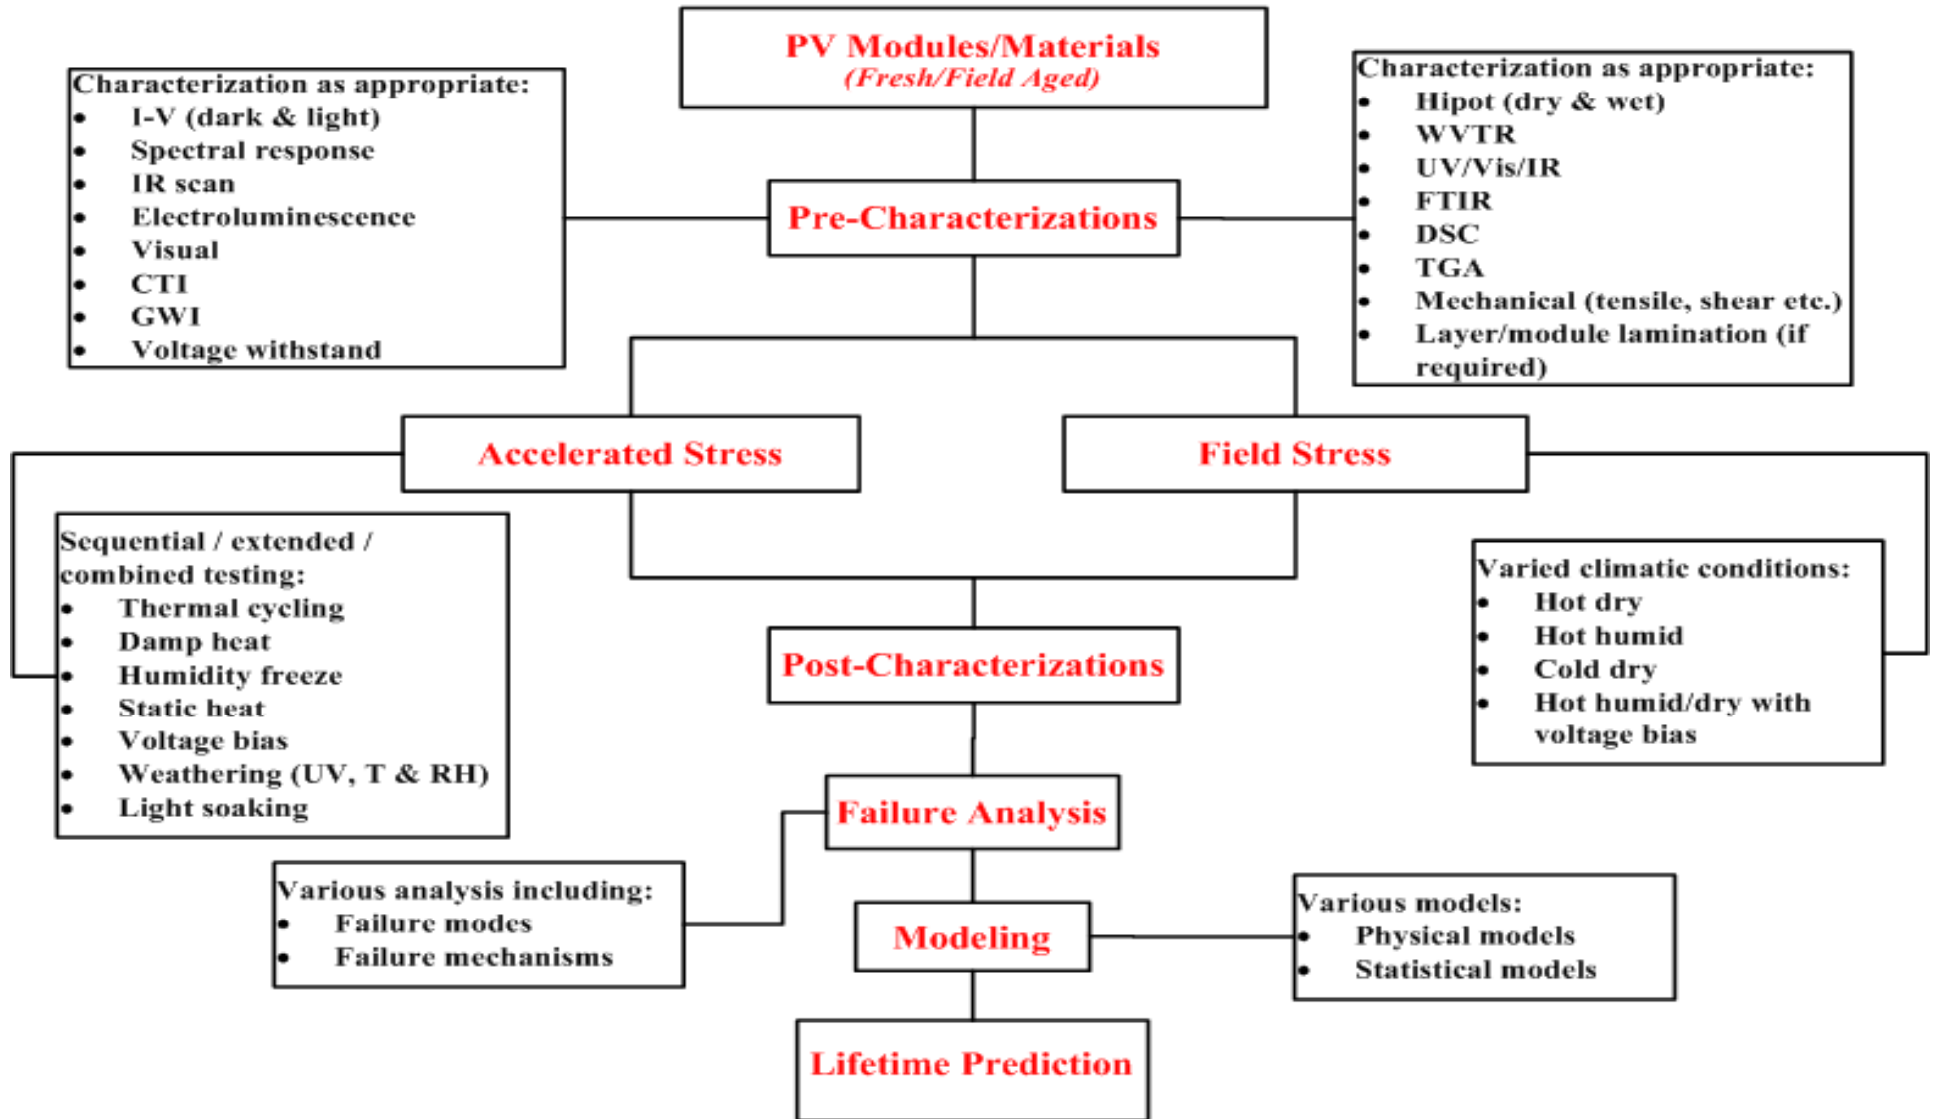 PV Modules/Materials
(Fresh/Field Aged)
Characterization as appropriate:
• I-V (dark & light)
• Spectral response
• IR scan
• Electroluminescence
• Visual
• CTI
• GWI
• Voltage withstand
Characterization as appropriate:
• Hipot (dry & wet)
• WVTR
• UV/Vis/IR
• FTIR
• DSC
• TGA
• Mechanical (tensile, shear etc.)
• Layer/module lamination (if
required)
Pre-Characterizations
Accelerated Stress
Field Stress
Sequential / extended /
combined testing:
• Thermal cycling
• Damp heat
• Humidity freeze
• Static heat
• Voltage bias
• Weathering (UV, T & RH)
• Light soaking
Varied climatic conditions:
• Hot dry
• Hot humid
• Cold dry
• Hot humid/dry with
voltage bias
Post-Characterizations
Failure Analysis
Various analysis including:
• Failure modes
• Failure mechanisms
Modeling
Various models:
• Physical models
• Statistical models
Lifetime Prediction